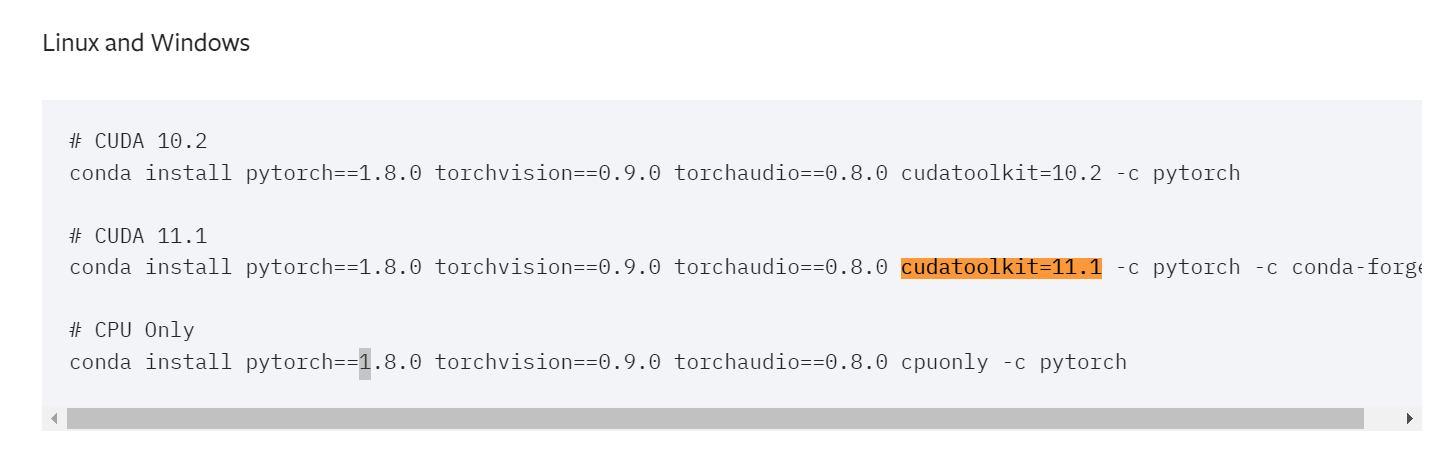 Linux and Windows
# CUDA 10.2
conda install pytorch==1.8.0 torchvision==0.9.0 torchaudio==0.8.0 cudatoolkit=10.2 -c pytorch
# CUDA 11.1
conda install pytorch==1.8.0 torchvision==0.9.0 torchaudio==0.8.0 cudatoolkit=11.1 -c pytorch -c conda-forge
# CPU Only
conda install pytorch==1.8.0 torchvision==0.9.0 torchaudio==0.8.0 cpuonly -c pytorch